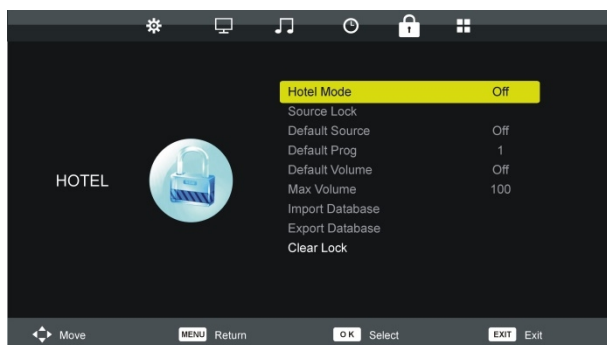 Hotel Mode Off
Source Lock
Default Source Off
Default Prog 1
Default Volume Off
HOTEL
Max Volume 100
Import Database
Export Database
Clear Lock
Move MENU Return OK Select EXIT Exit